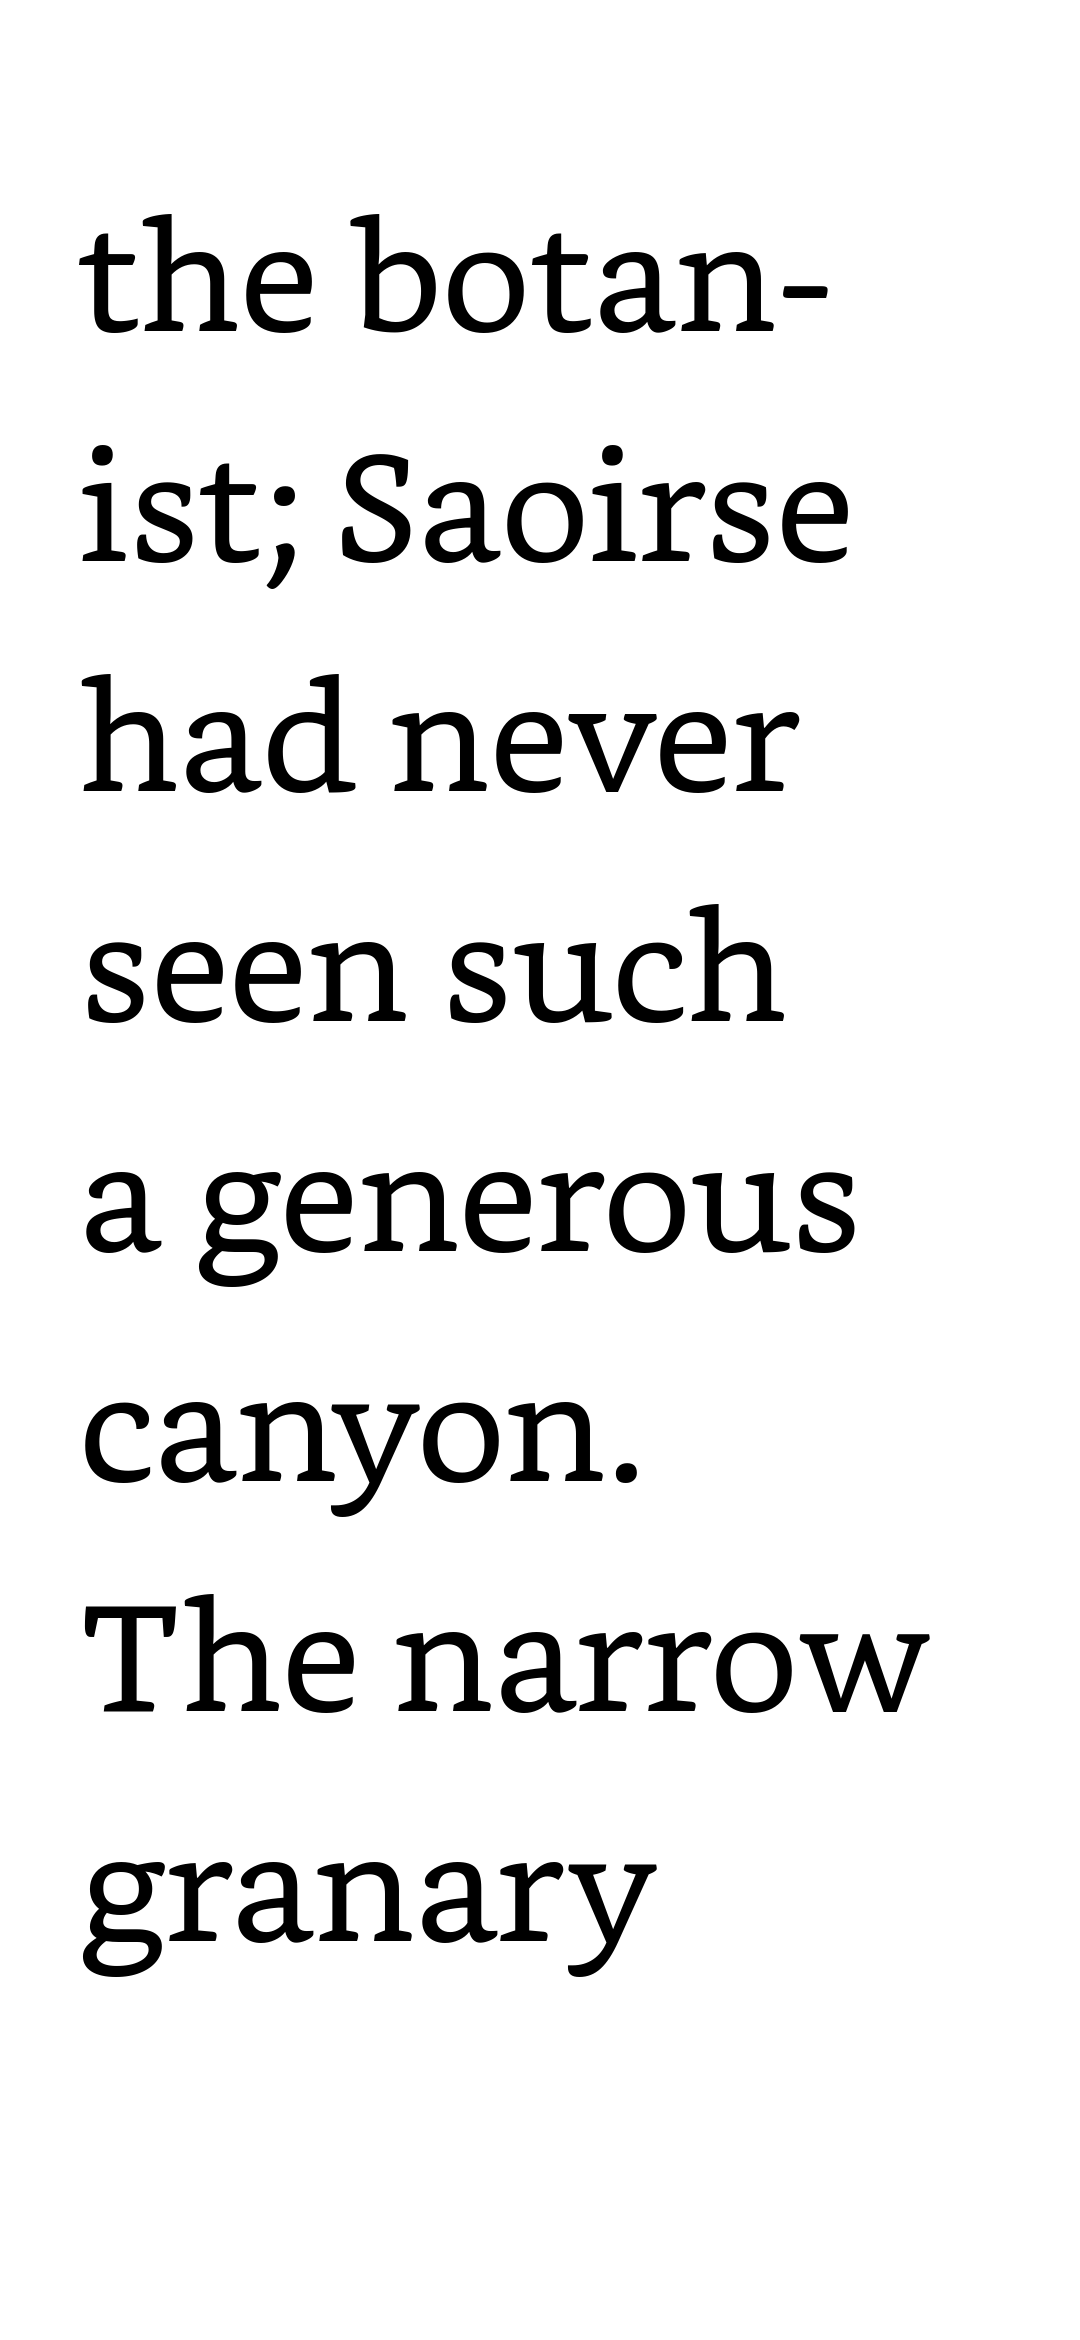 the botan-
ist; Saoirse
had never
seen such
a generous
canyon.
The narrow
granary